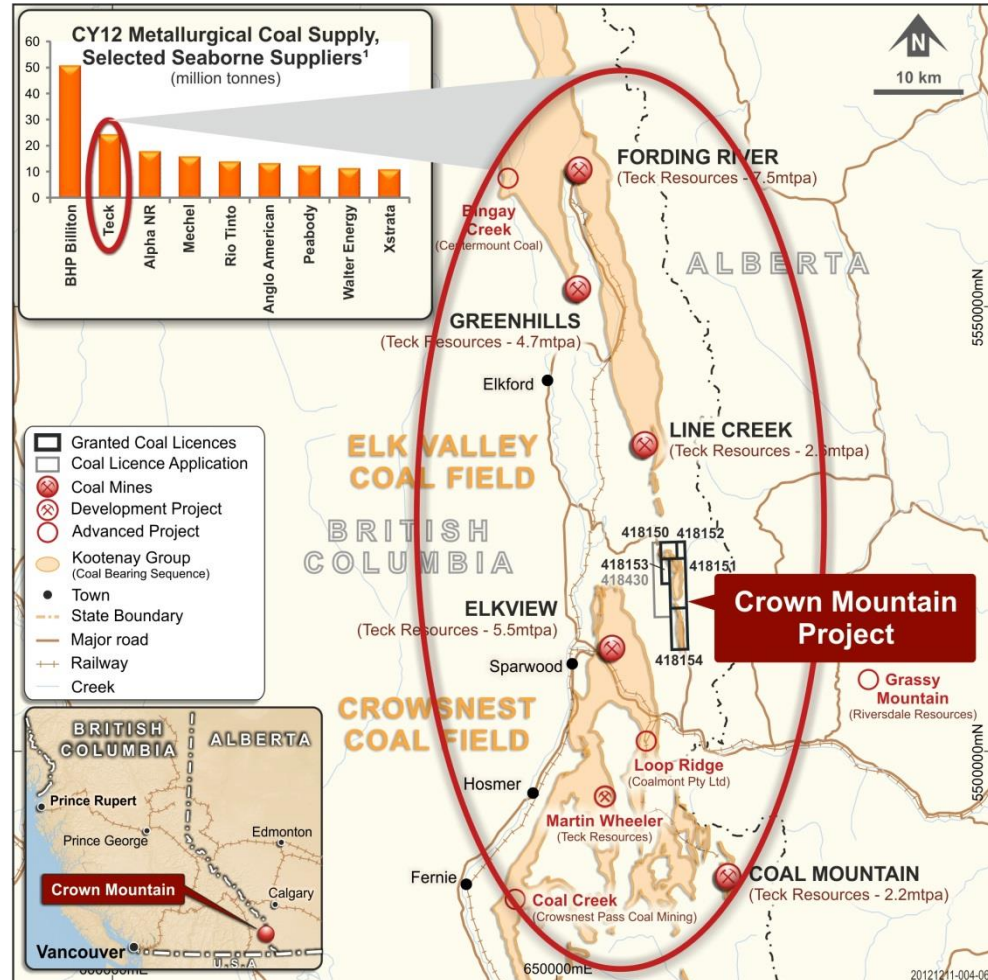 CY12 Metallurgical Coal Supply,
Selected Seaborne Suppliers¹
(million tonnes)
60
50
40
30
20
10
0
BHP Billiton
Teck
Alpha NR
Mechel
Rio Tinto
Anglo American
Peabody
Walter Energy
Xstrata
N
10 km
FORDING RIVER
(Teck Resources - 7.5mtpa)
Bingay
Creek
(Centermount Coal)
ALBERTA
GREENHILLS
(Teck Resources - 4.7mtpa)
5550000mN
Elkford
LINE CREEK
(Teck Resources - 2.6mtpa)
ELK VALLEY
COAL FIELD
BRITISH
COLUMBIA
418150
418152
418153
418151
418430
418154
Crown Mountain
Project
ELKVIEW
(Teck Resources - 5.5mtpa)
Sparwood
Grassy
Mountain
(Riversdale Resources)
CROWSNEST
COAL FIELD
Loop Ridge
(Coalmont Pty Ltd)
5500000mN
Hosmer
Martin Wheeler
(Teck Resources)
Fernie
COAL MOUNTAIN
(Teck Resources - 2.2mtpa)
Coal Creek
(Crowsnest Pass Coal Mining)
650000mE
20121211-004-06
Granted Coal Licences
Coal Licence Application
Coal Mines
Development Project
Advanced Project
Kootenay Group
(Coal Bearing Sequence)
Town
State Boundary
Major road
Railway
Creek
BRITISH
COLUMBIA
ALBERTA
Prince Rupert
Prince George
Edmonton
Crown Mountain
Calgary
Vancouver
U.S.A